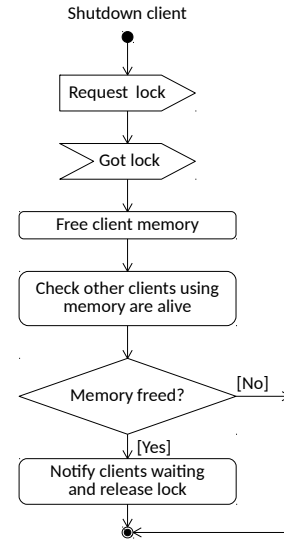 Shutdown client
Request lock
Got lock
Free client memory
Check other clients using
memory are alive
Memory freed?
[No]
[Yes]
Notify clients waiting
and release lock